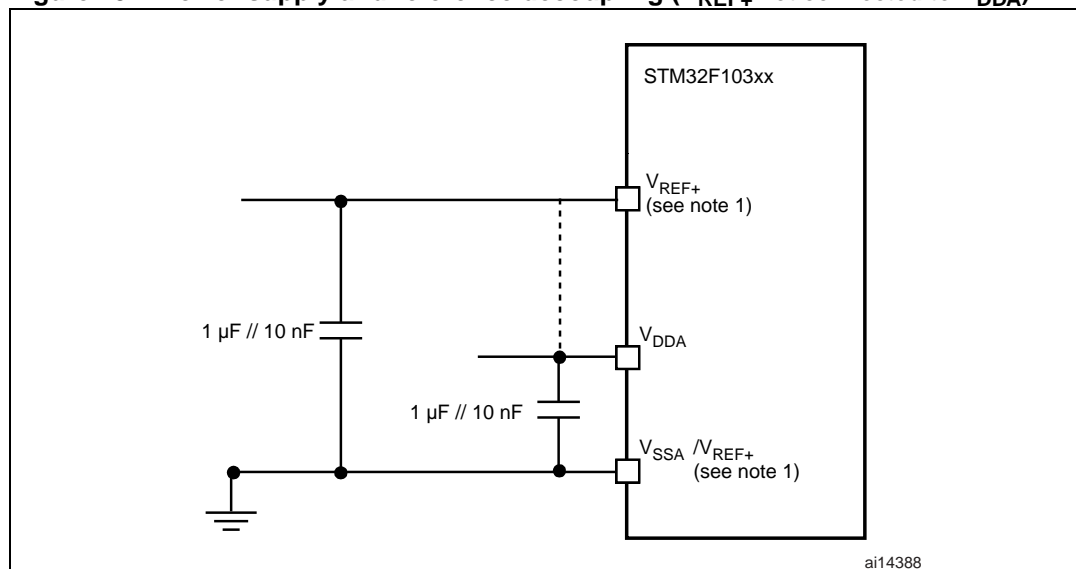 STM32F103xx
VREF+
(see note 1)
1 µF // 10 nF
VDDA
1 µF // 10 nF
VSSA /VREF+
(see note 1)
ai14388